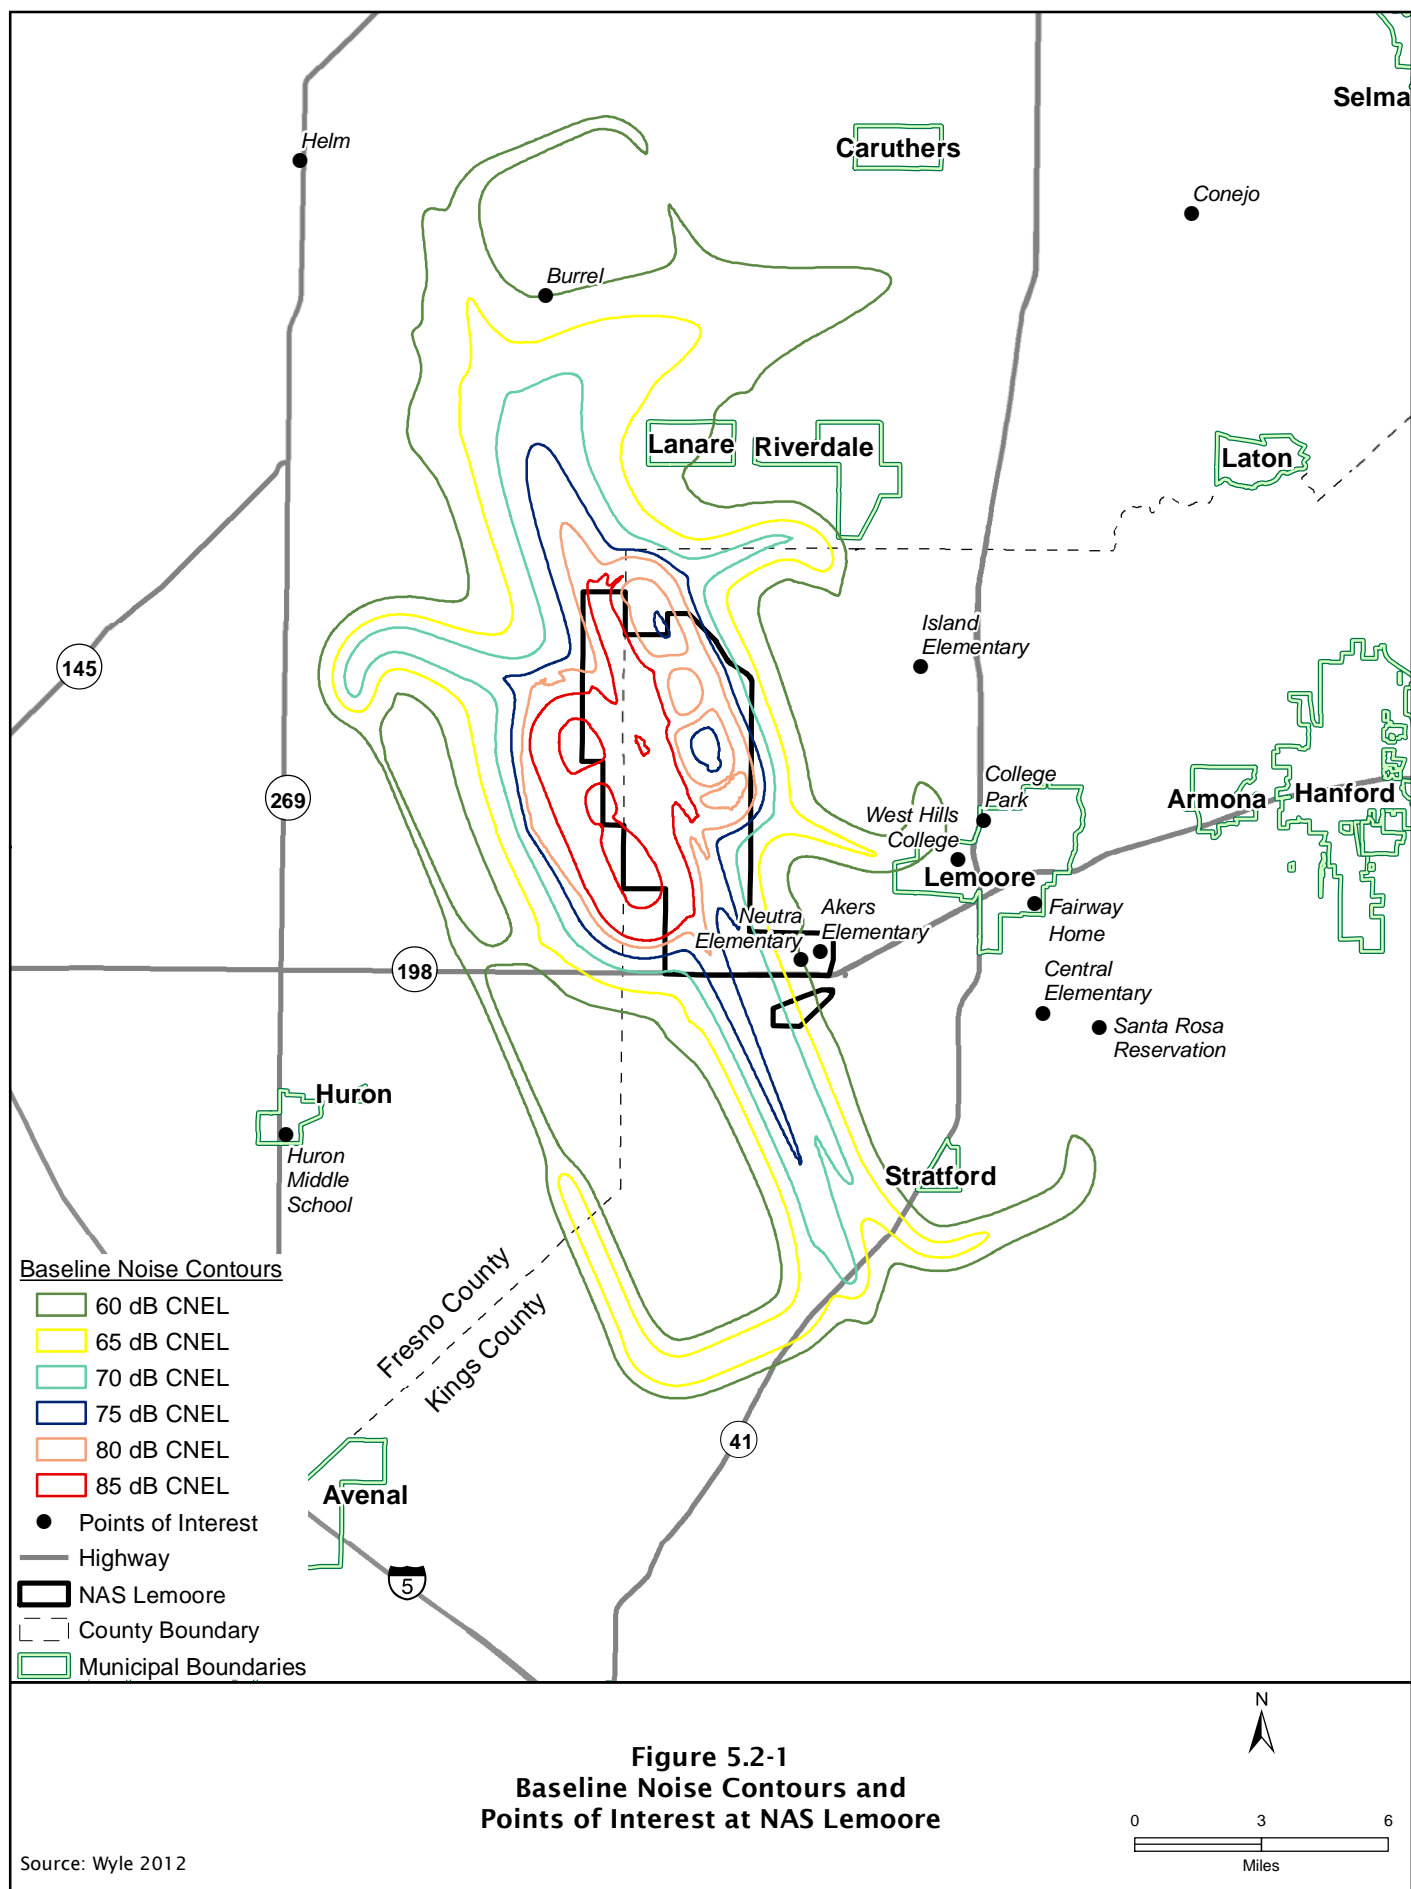 Selma
Helm
Caruthers
Conejo
Burrel
Lanare
Riverdale
Laton
Island
Elementary
145
269
College
Park
West Hills
College
Armona
Hanford
Lemoore
Neutra
Elementary
Akers
Elementary
Fairway
Home
198
Central
Elementary
Santa Rosa
Reservation
Huron
Huron
Middle
School
Stratford
Fresno County
Kings County
Baseline Noise Contours
60 dB CNEL
65 dB CNEL
70 dB CNEL
75 dB CNEL
80 dB CNEL
85 dB CNEL
Points of Interest
Highway
NAS Lemoore
County Boundary
Municipal Boundaries
41
Avenal
5
Figure 5.2-1
Baseline Noise Contours and
Points of Interest at NAS Lemoore
N
0 3 6
Miles
Source: Wyle 2012